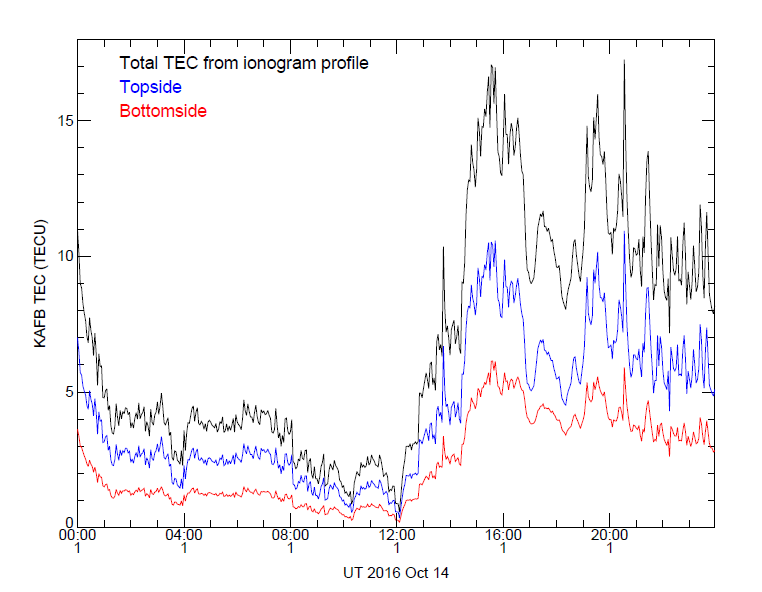 Total TEC from ionogram profile
Topside
Bottomside
15
10
5
0
KAFB TEC (TECU)
00:00 04:00 08:00 12:00 16:00 20:00
1 1 1 1 1 1
UT 2016 Oct 14